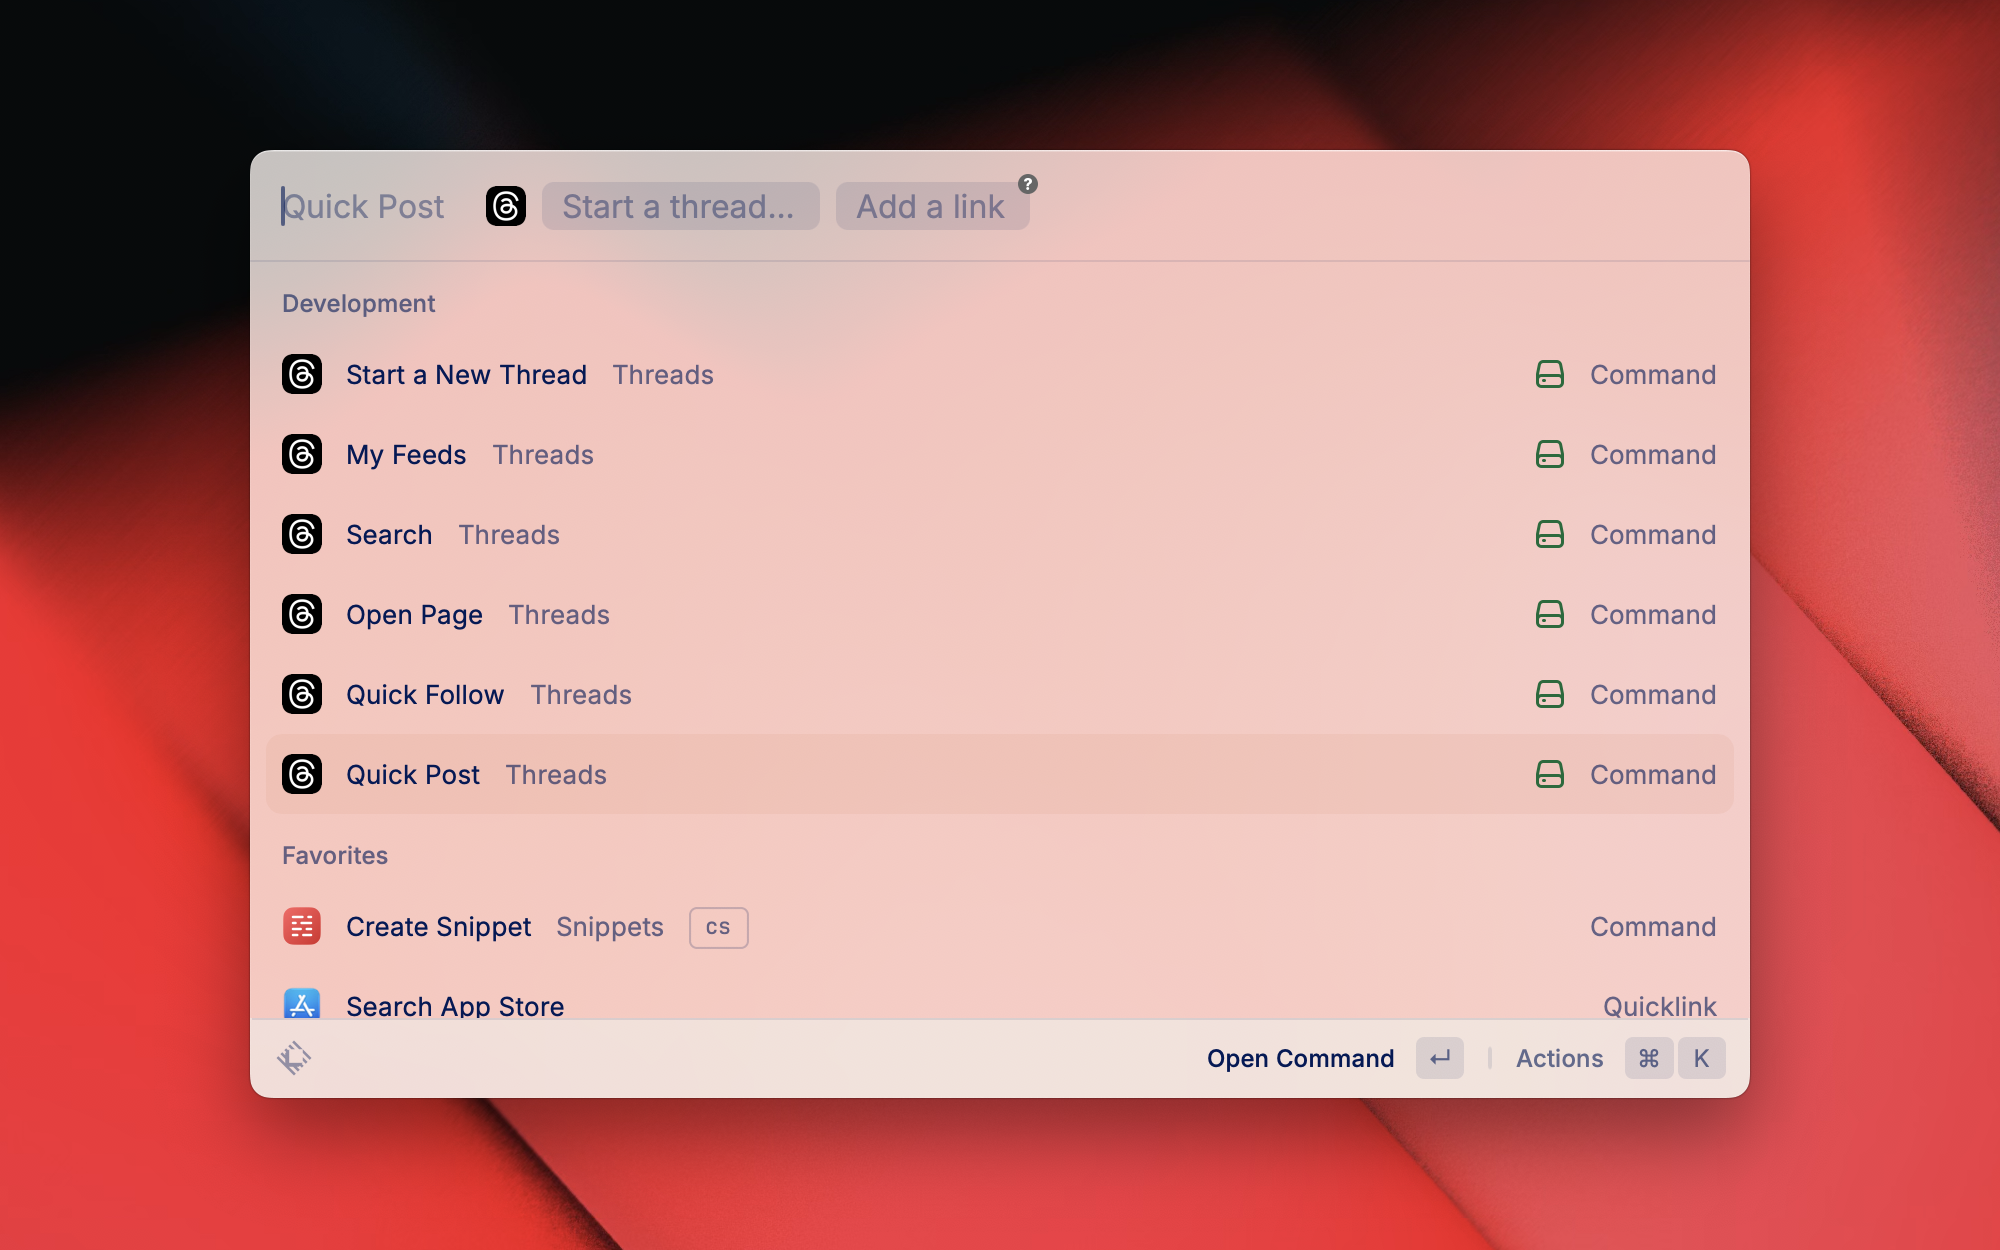 Quick Post Start a thread... Add a link ?
Development
Start a New Thread Threads Command
My Feeds Threads Command
Search Threads Command
Open Page Threads Command
Quick Follow Threads Command
Quick Post Threads Command
Favorites
Create Snippet Snippets cs Command
Search App Store Quicklink
Open Command ↵ Actions ⌘ K